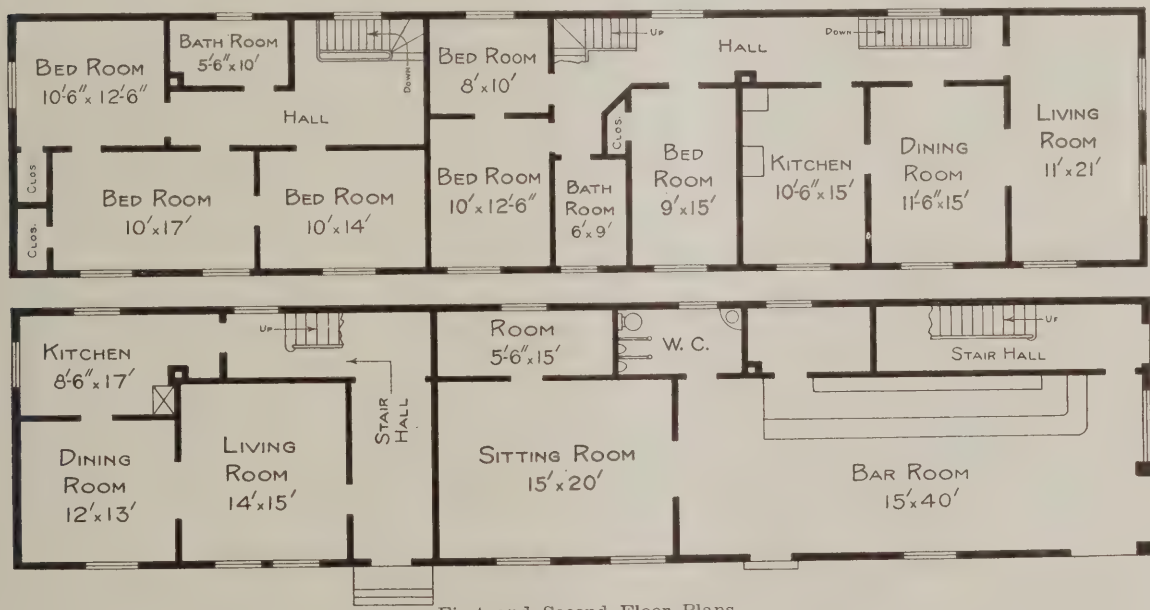 BED ROOM
10'-6" x 12'-6"
BATH ROOM
5'-6" x 10'
DOWN
HALL
CLOS
CLOS.
BED ROOM
10' x 17'
BED ROOM
10' x 14'
BED ROOM
8' x 10'
BED ROOM
10' x 12'-6"
UP
HALL
DOWN
CLOS.
BATH
ROOM
6' x 9'
BED
ROOM
9' x 15'
KITCHEN
10'-6" x 15'
DINING
ROOM
11'-6" x 15'
LIVING
ROOM
11' x 21'
KITCHEN
8'-6" x 17'
UP
DINING
ROOM
12' x 13'
LIVING
ROOM
14' x 15'
STAIR
HALL
ROOM
5'-6" x 15'
W. C.
SITTING ROOM
15' x 20'
UP
STAIR HALL
BAR ROOM
15' x 40'
First and Second Floor Plans